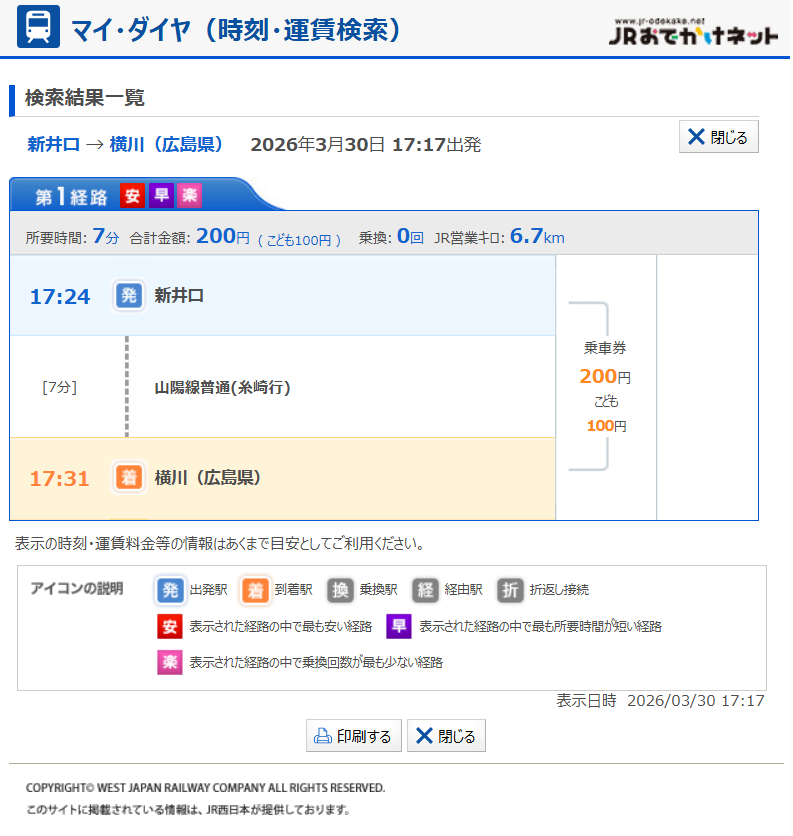 マイ・ダイヤ（時刻・運賃検索）
www.jr-odekake.net
JRおでかけネット
検索結果一覧
新井口 → 横川（広島県） 2026年3月30日 17:17出発
閉じる
第1経路 安 早 楽
所要時間: 7分 合計金額: 200円 （こども100円） 乗換: 0回 JR営業キロ: 6.7km
17:24 発 新井口
[7分] 山陽線普通(糸崎行)
乗車券
200円
こども
100円
17:31 着 横川（広島県）
表示の時刻・運賃料金等の情報はあくまで目安としてご利用ください。
アイコンの説明 発 出発駅 着 到着駅 換 乗換駅 経 経由駅 折 折返し接続
安 表示された経路の中で最も安い経路 早 表示された経路の中で最も所要時間が短い経路
楽 表示された経路の中で乗換回数が最も少ない経路
表示日時 2026/03/30 17:17
印刷する 閉じる
COPYRIGHT© WEST JAPAN RAILWAY COMPANY ALL RIGHTS RESERVED.
このサイトに掲載されている情報は、JR西日本が提供しております。